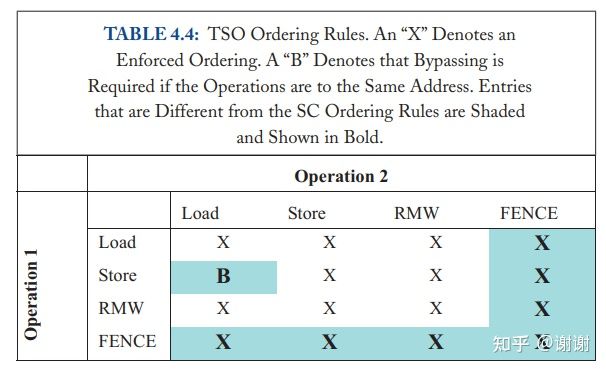 TABLE 4.4: TSO Ordering Rules. An “X” Denotes an
Enforced Ordering. A “B” Denotes that Bypassing is
Required if the Operations are to the Same Address. Entries
that are Different from the SC Ordering Rules are Shaded
and Shown in Bold.
Operation 2
Load Store RMW FENCE
Operation 1
Load X X X X
Store B X X X
RMW X X X X
FENCE X X X X
知乎 @谢谢